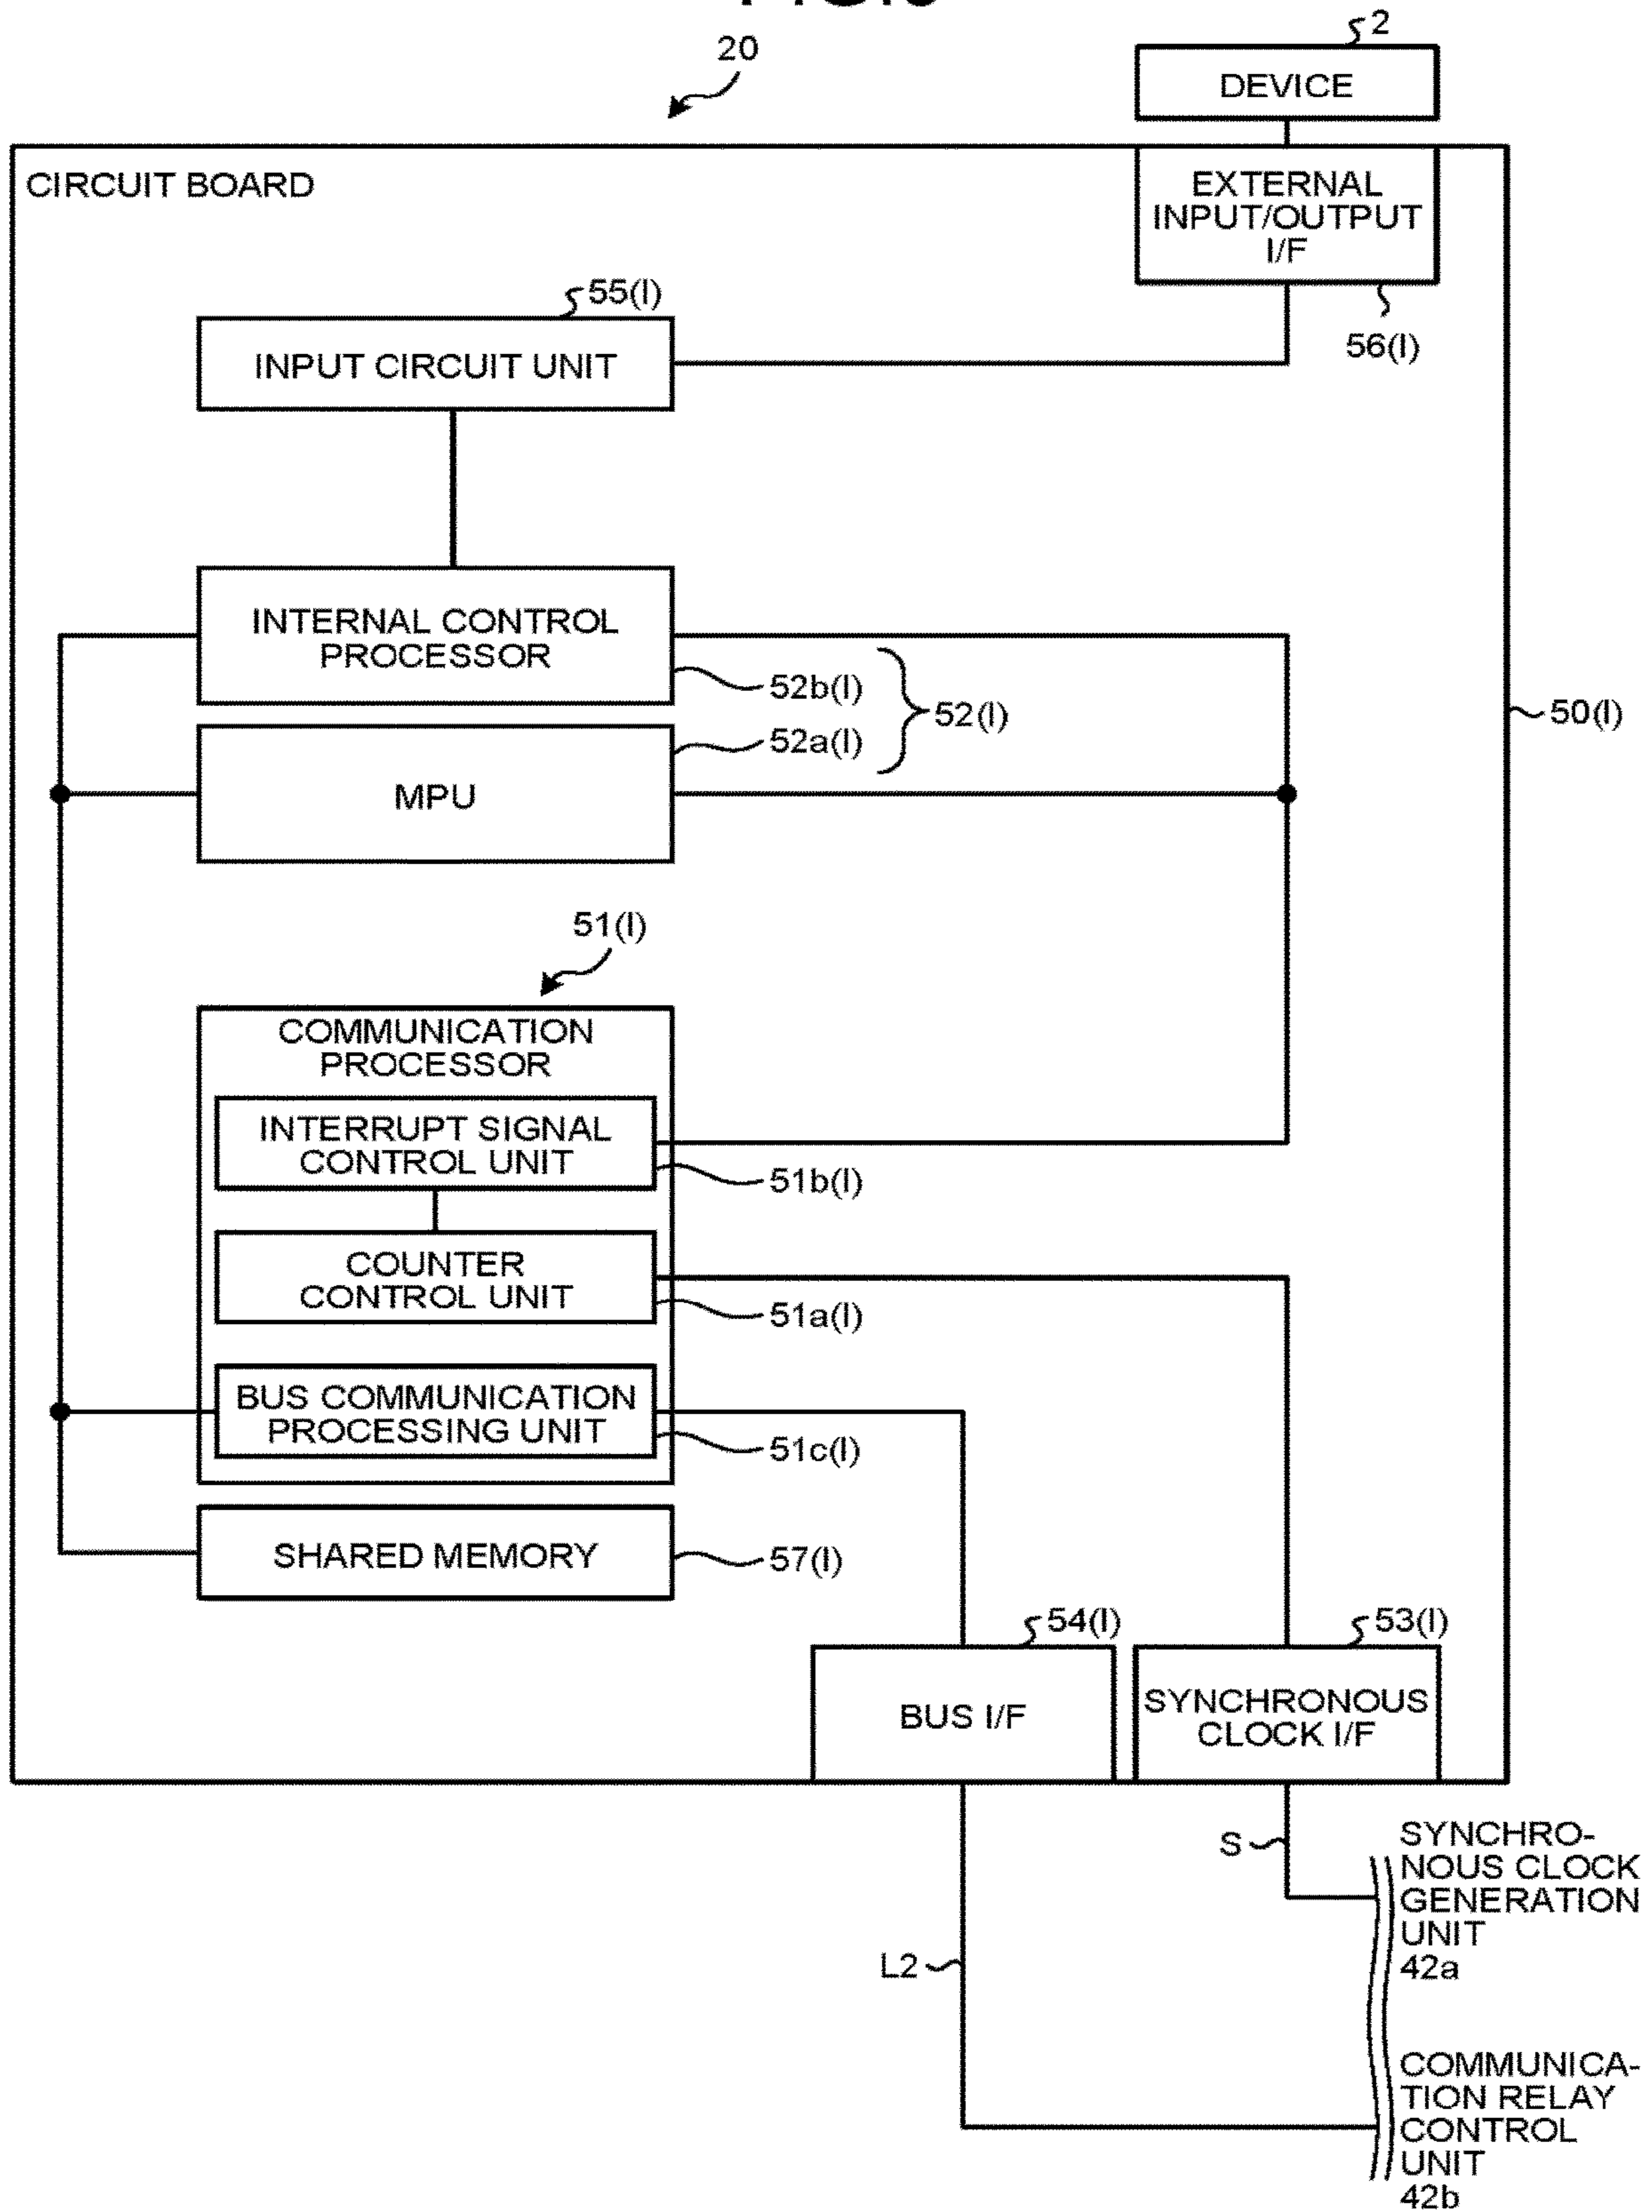 20
2
DEVICE
CIRCUIT BOARD
EXTERNAL
INPUT/OUTPUT
I/F
56(I)
55(I)
INPUT CIRCUIT UNIT
INTERNAL CONTROL
PROCESSOR
52b(I)
52(I)
52a(I)
50(I)
MPU
51(I)
COMMUNICATION
PROCESSOR
INTERRUPT SIGNAL
CONTROL UNIT
51b(I)
COUNTER
CONTROL UNIT
51a(I)
BUS COMMUNICATION
PROCESSING UNIT
51c(I)
SHARED MEMORY
57(I)
54(I)
BUS I/F
53(I)
SYNCHRONOUS
CLOCK I/F
S
SYNCHRO-
NOUS CLOCK
GENERATION
UNIT
42a
L2
COMMUNICA-
TION RELAY
CONTROL
UNIT
42b